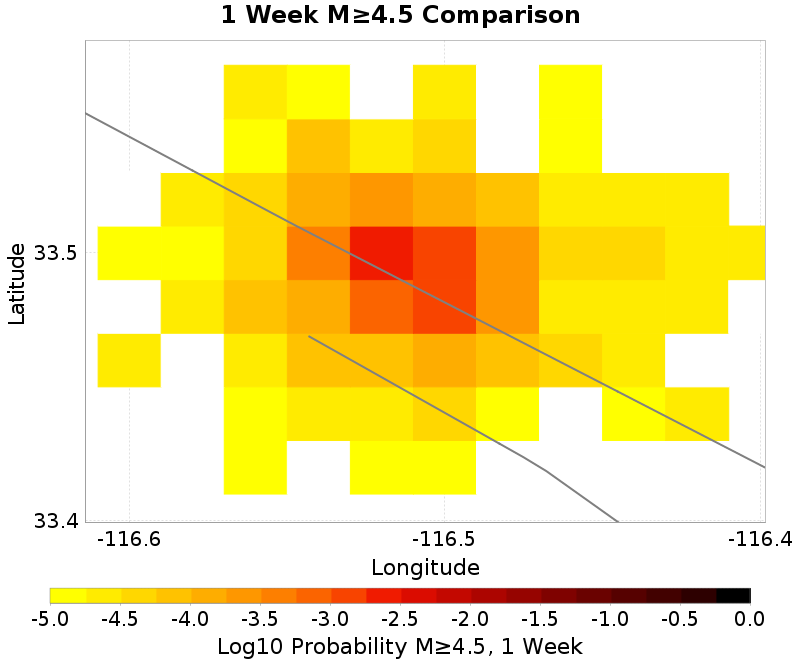 1 Week M≥4.5 Comparison
Latitude
33.5
33.4
-116.6 -116.5 -116.4
Longitude
-5.0 -4.5 -4.0 -3.5 -3.0 -2.5 -2.0 -1.5 -1.0 -0.5 0.0
Log10 Probability M≥4.5, 1 Week